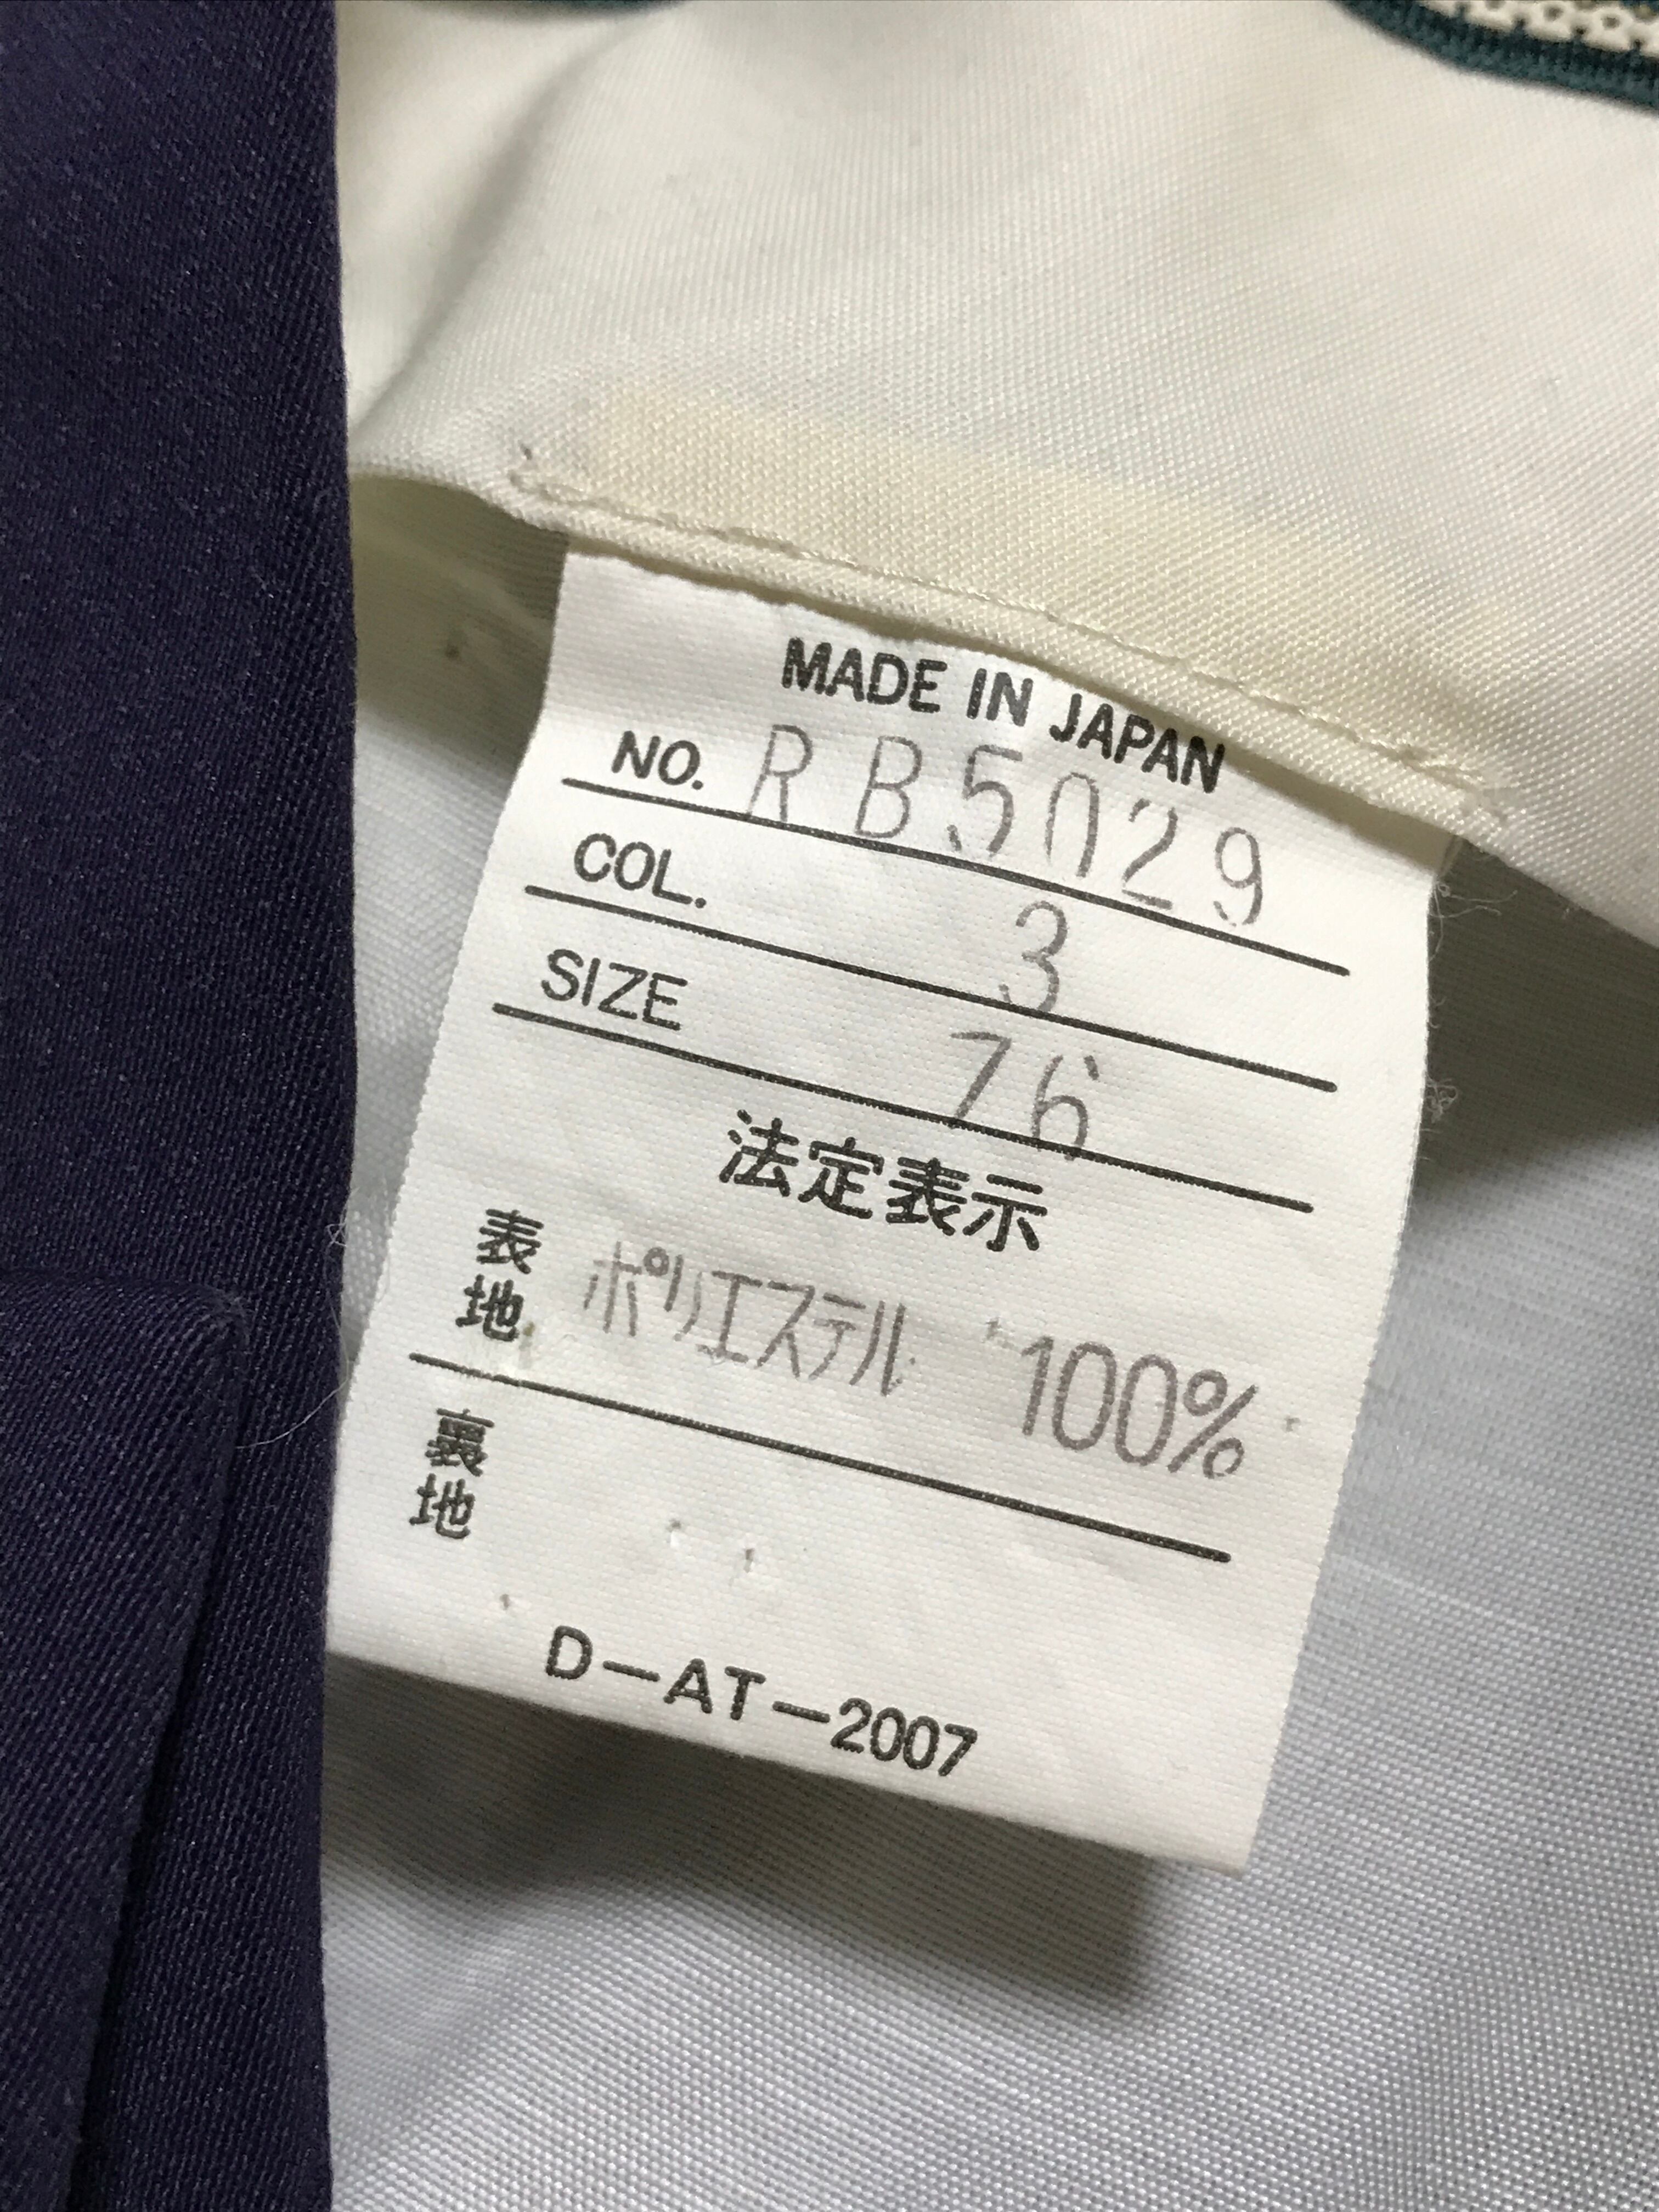 MADE IN JAPAN
NO. RB5029
COL. 3
SIZE 76
法定表示
表地 ポリエステル 100%
裏地
D-AT-2007